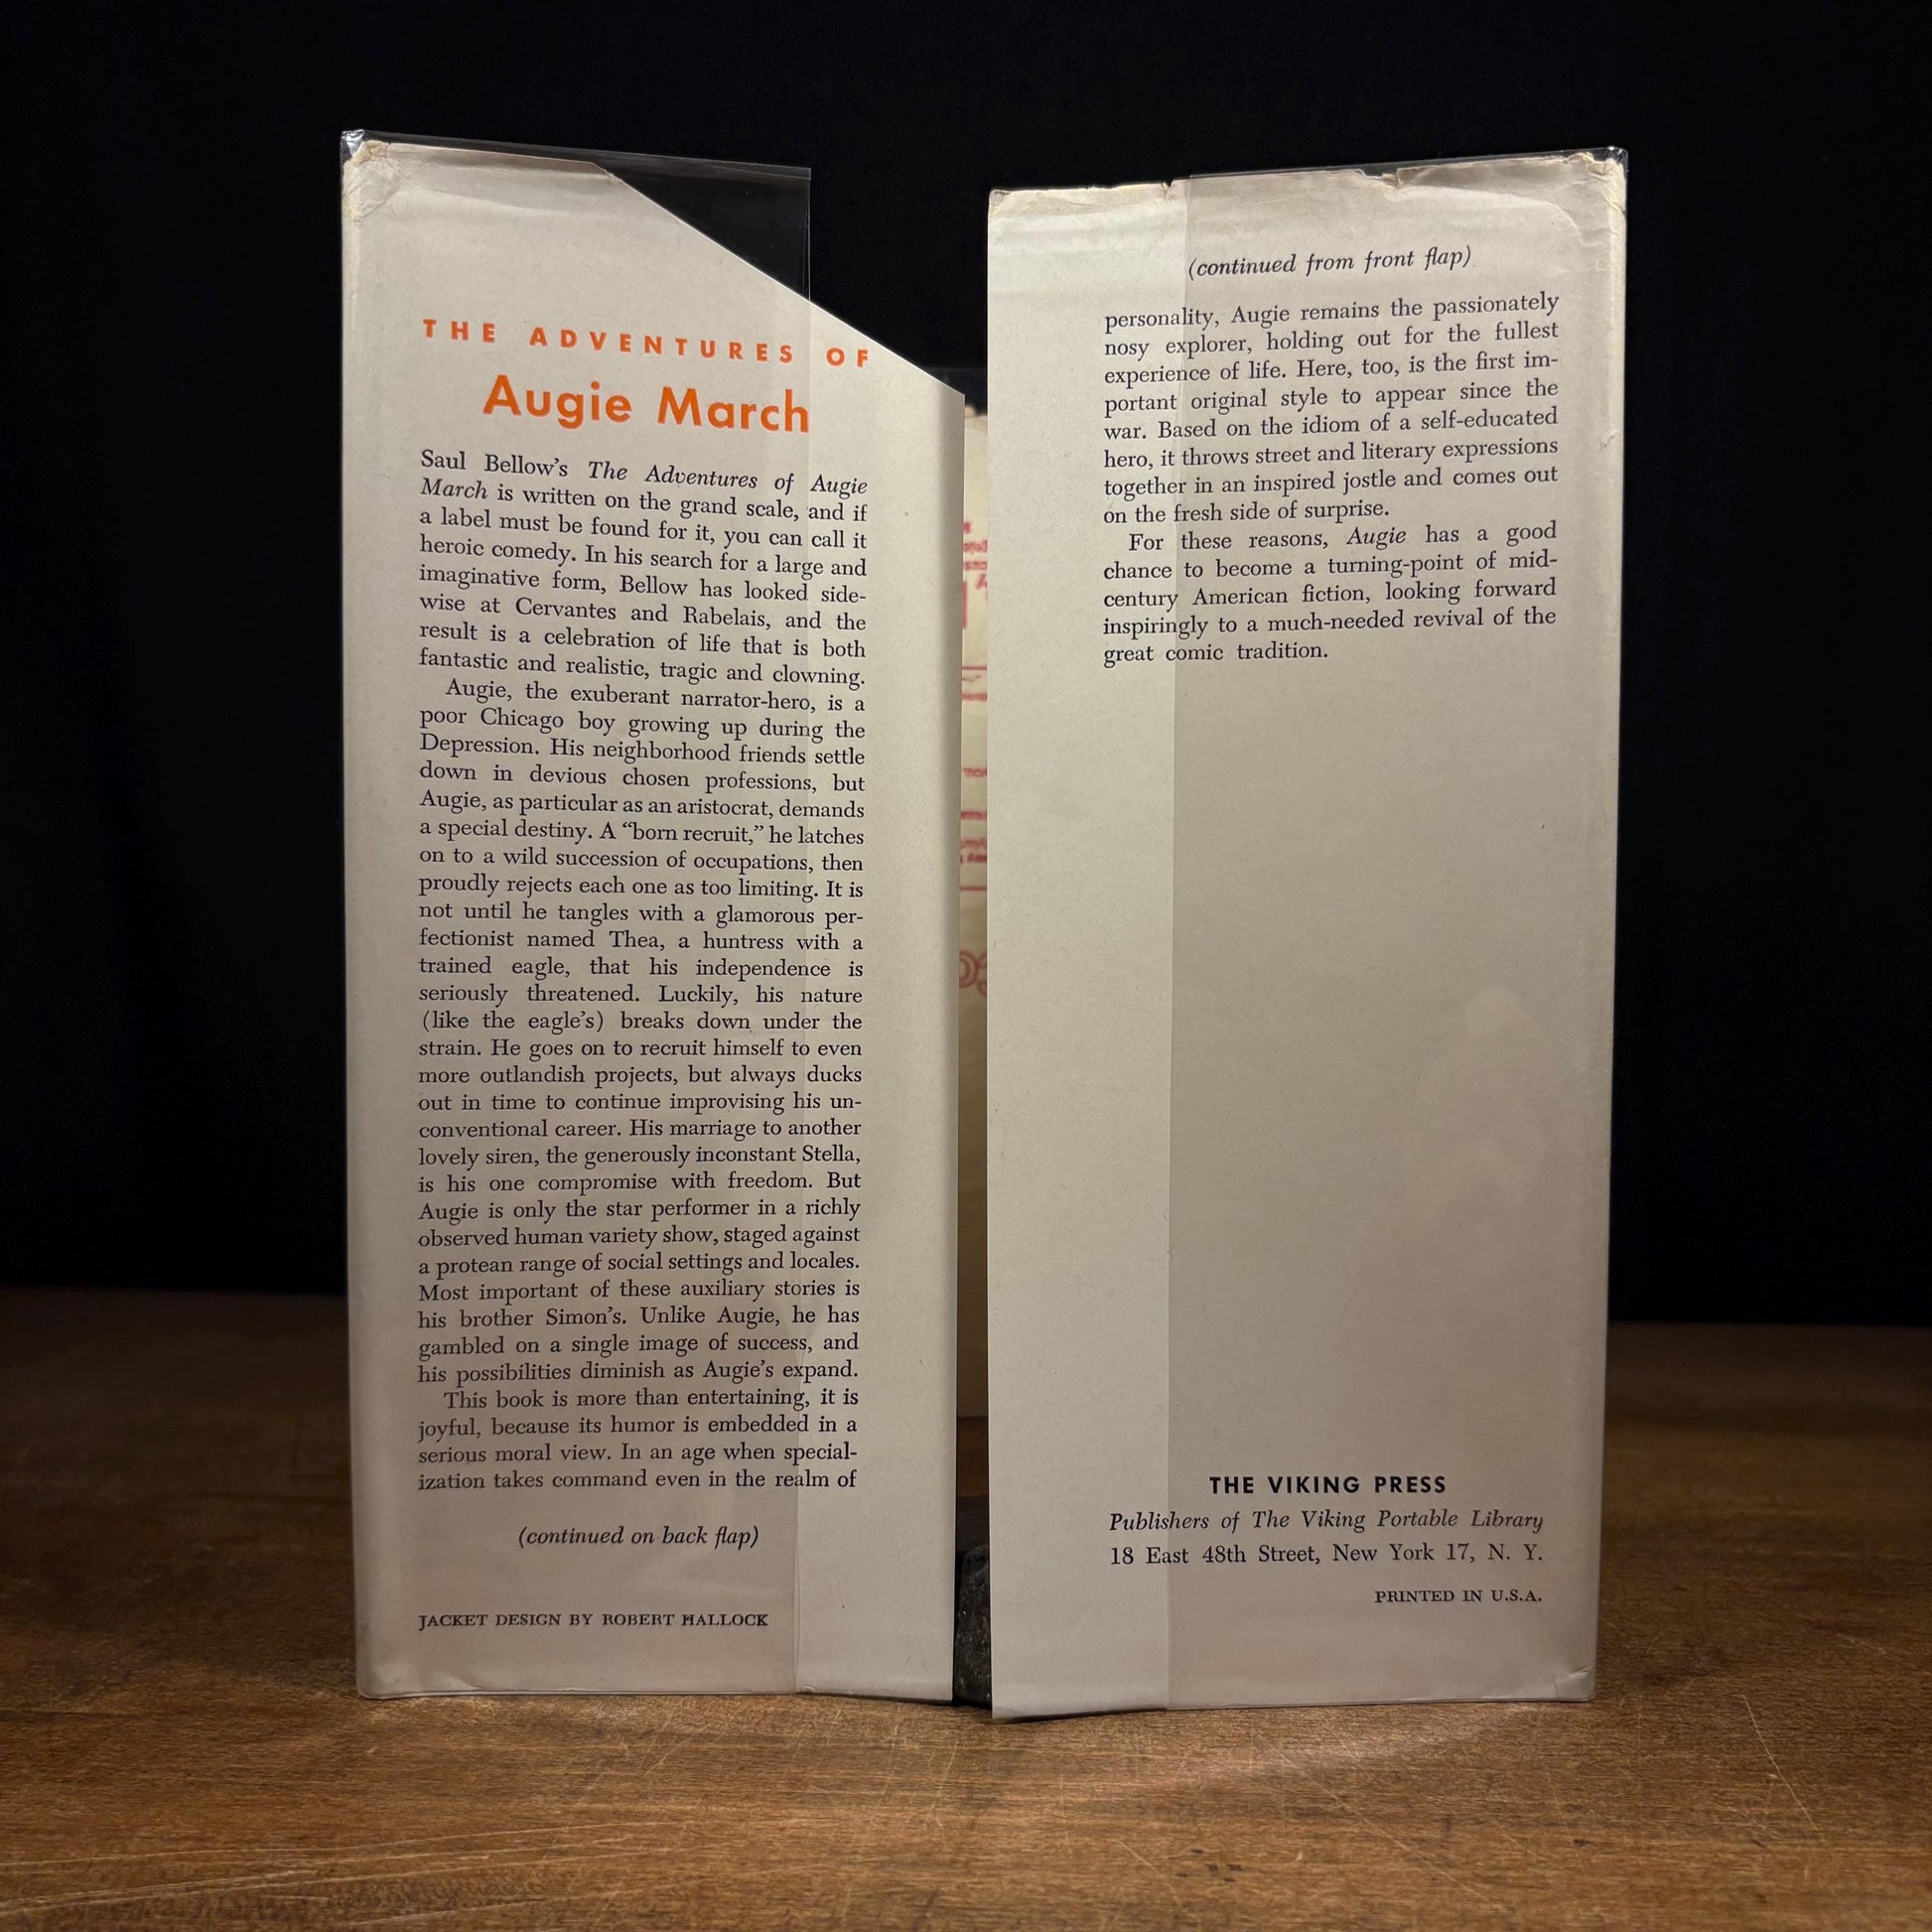 THE ADVENTURES OF
Augie March
Saul Bellow's The Adventures of Augie
March is written on the grand scale, and if
a label must be found for it, you can call it
heroic comedy. In his search for a large and
imaginative form, Bellow has looked side-
wise at Cervantes and Rabelais, and the
result is a celebration of life that is both
fantastic and realistic, tragic and clowning.
Augie, the exuberant narrator-hero, is a
poor Chicago boy growing up during the
Depression. His neighborhood friends settle
down in devious chosen professions, but
Augie, as particular as an aristocrat, demands
a special destiny. A “born recruit,” he latches
on to a wild succession of occupations, then
proudly rejects each one as too limiting. It is
not until he tangles with a glamorous per-
fectionist named Thea, a huntress with a
trained eagle, that his independence is
seriously threatened. Luckily, his nature
(like the eagle's) breaks down under the
strain. He goes on to recruit himself to even
more outlandish projects, but always ducks
out in time to continue improvising his un-
conventional career. His marriage to another
lovely siren, the generously inconstant Stella,
is his one compromise with freedom. But
Augie is only the star performer in a richly
observed human variety show, staged against
a protean range of social settings and locales.
Most important of these auxiliary stories is
his brother Simon's. Unlike Augie, he has
gambled on a single image of success, and
his possibilities diminish as Augie's expand.
This book is more than entertaining, it is
joyful, because its humor is embedded in a
serious moral view. In an age when special-
ization takes command even in the realm of
(continued on back flap)
JACKET DESIGN BY ROBERT HALLOCK
(continued from front flap)
personality, Augie remains the passionately
nosy explorer, holding out for the fullest
experience of life. Here, too, is the first im-
portant original style to appear since the
war. Based on the idiom of a self-educated
hero, it throws street and literary expressions
together in an inspired jostle and comes out
on the fresh side of surprise.
For these reasons, Augie has a good
chance to become a turning-point of mid-
century American fiction, looking forward
inspiringly to a much-needed revival of the
great comic tradition.
THE VIKING PRESS
Publishers of The Viking Portable Library
18 East 48th Street, New York 17, N. Y.
PRINTED IN U.S.A.